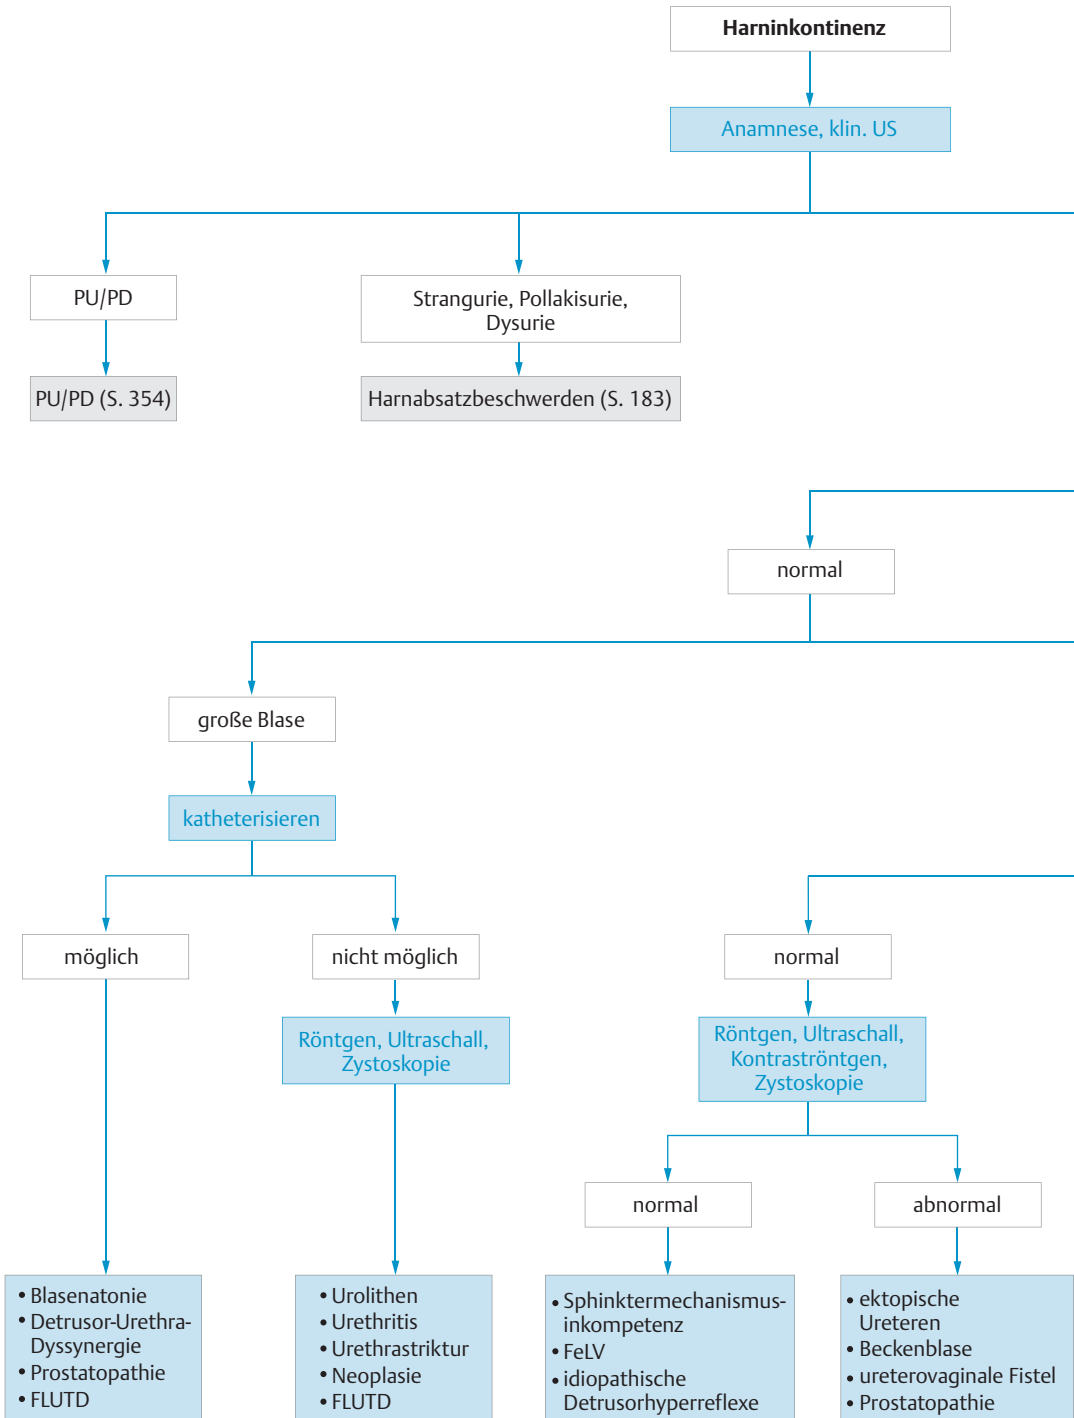 Harninkontinenz
Anamnese, klin. US
PU/PD
Strangurie, Pollakisurie,
Dysurie
PU/PD (S. 354)
Harnabsatzbeschwerden (S. 183)
normal
große Blase
katheterisieren
möglich
nicht möglich
normal
Röntgen, Ultraschall,
Zystoskopie
Röntgen, Ultraschall,
Kontraströntgen,
Zystoskopie
normal
abnormal
• Blasenatonie
• Detrusor-Urethra-
Dyssynergie
• Prostatopathie
• FLUTD
• Urolithen
• Urethritis
• Urethrastriktur
• Neoplasie
• FLUTD
• Sphinktermechanismus-
inkompetenz
• FeLV
• idiopathische
Detrusorhyperreflexe
• ektopische
Ureteren
• Beckenblase
• ureterovaginale Fistel
• Prostatopathie